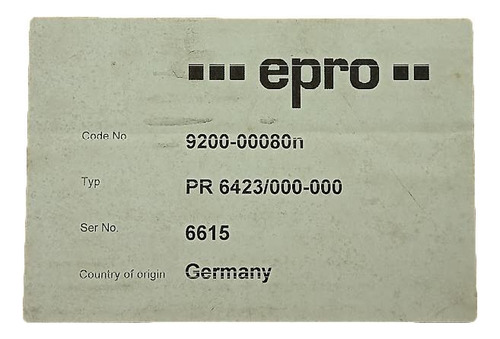 epro
Code No 9200-00080n
Typ PR 6423/000-000
Ser No. 6615
Country of origin Germany